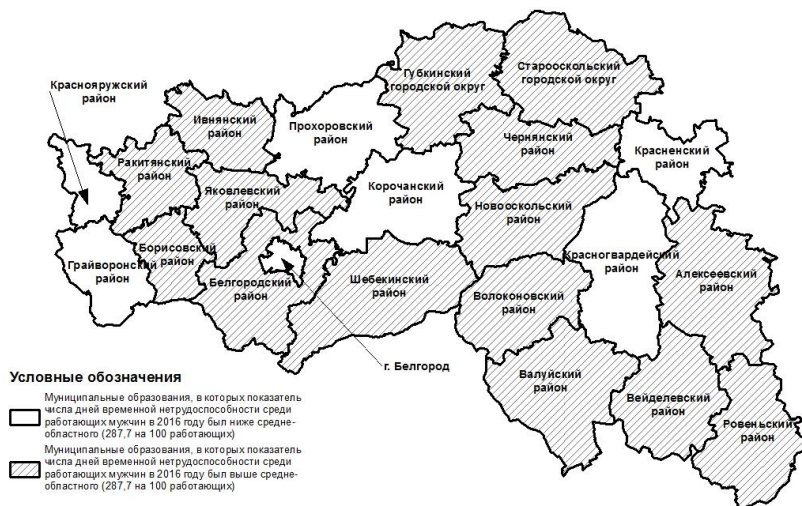 Губкинский
городской округ
Старооскольский
городской округ
Краснояружский
район
Ивнянский
район
Прохоровский
район
Чернянский
район
Красненский
район
Ракитянский
район
Яковлевский
район
Корочанский
район
Новооскольский
район
Грайворонский
район
Борисовский
район
Белгородский
район
Шебекинский
район
Красногвардейский
район
Алексеевский
район
Волоконовский
район
г. Белгород
Валуйский
район
Вейделевский
район
Ровеньский
район
Условные обозначения
Муниципальные образования, в которых показатель
числа дней временной нетрудоспособности среди
работающих мужчин в 2016 году был ниже средне-
областного (287,7 на 100 работающих)
Муниципальные образования, в которых показатель
числа дней временной нетрудоспособности среди
работающих мужчин в 2016 году был выше средне-
областного (287,7 на 100 работающих)